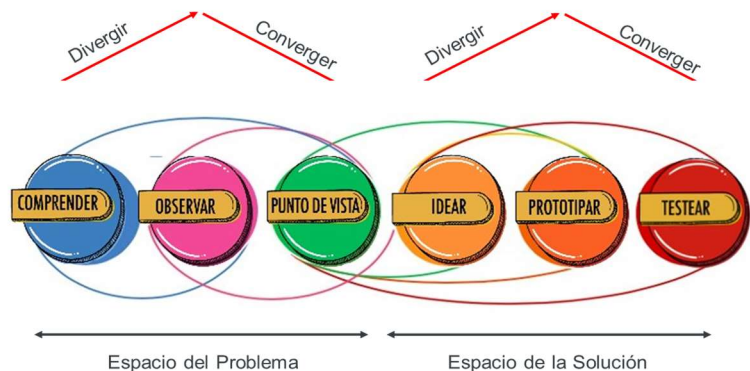 Divergir
Converger
Divergir
Converger
COMPRENDER
OBSERVAR
PUNTO DE VISTA
IDEAR
PROTOTIPAR
TESTEAR
Espacio del Problema
Espacio de la Solución